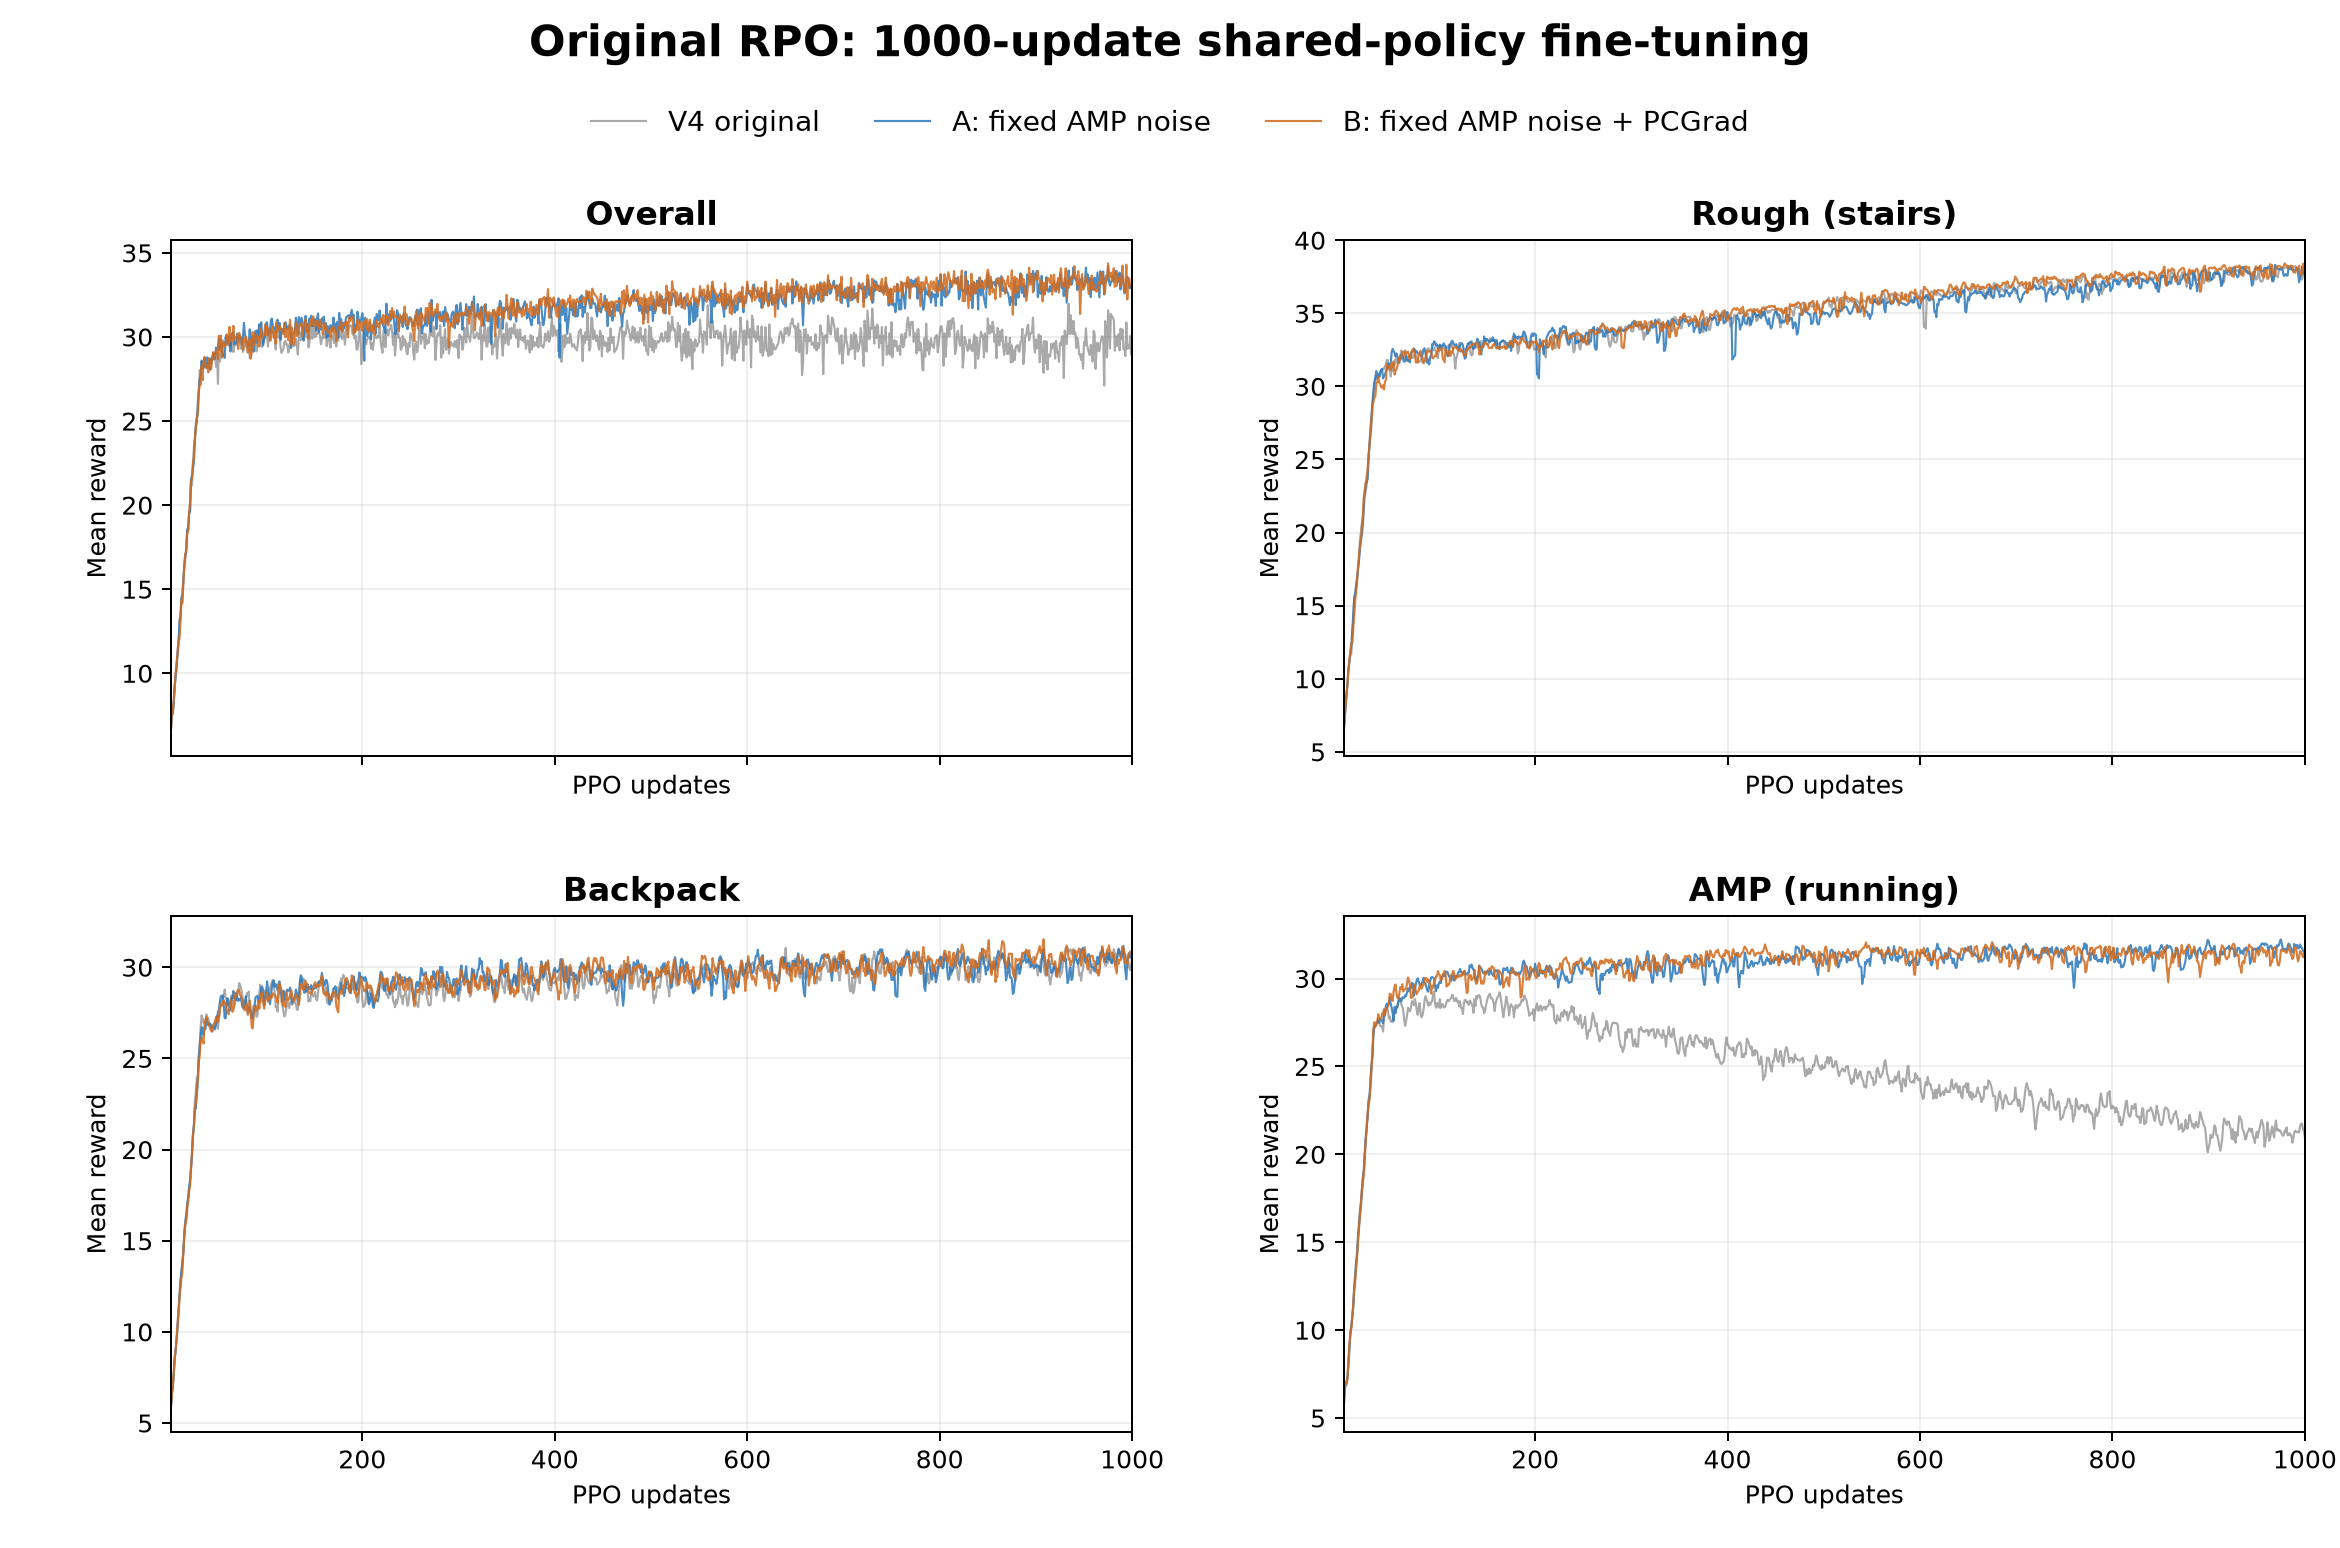 Original RPO: 1000-update shared-policy fine-tuning
V4 original
A: fixed AMP noise
B: fixed AMP noise + PCGrad
Overall
Mean reward
35
30
25
20
15
10
PPO updates
Rough (stairs)
Mean reward
40
35
30
25
20
15
10
5
PPO updates
Backpack
Mean reward
30
25
20
15
10
5
200 400 600 800 1000
PPO updates
AMP (running)
Mean reward
30
25
20
15
10
5
200 400 600 800 1000
PPO updates